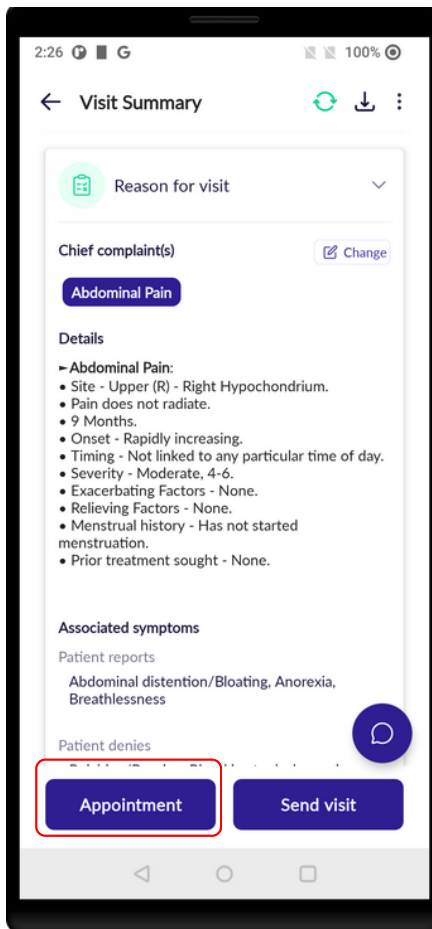 2:26 G 100%
Visit Summary
Reason for visit
Chief complaint(s) Change
Abdominal Pain
Details
►Abdominal Pain:
• Site - Upper (R) - Right Hypochondrium.
• Pain does not radiate.
• 9 Months.
• Onset - Rapidly increasing.
• Timing - Not linked to any particular time of day.
• Severity - Moderate, 4-6.
• Exacerbating Factors - None.
• Relieving Factors - None.
• Menstrual history - Has not started
menstruation.
• Prior treatment sought - None.
Associated symptoms
Patient reports
Abdominal distention/Bloating, Anorexia,
Breathlessness
Patient denies
Appointment Send visit